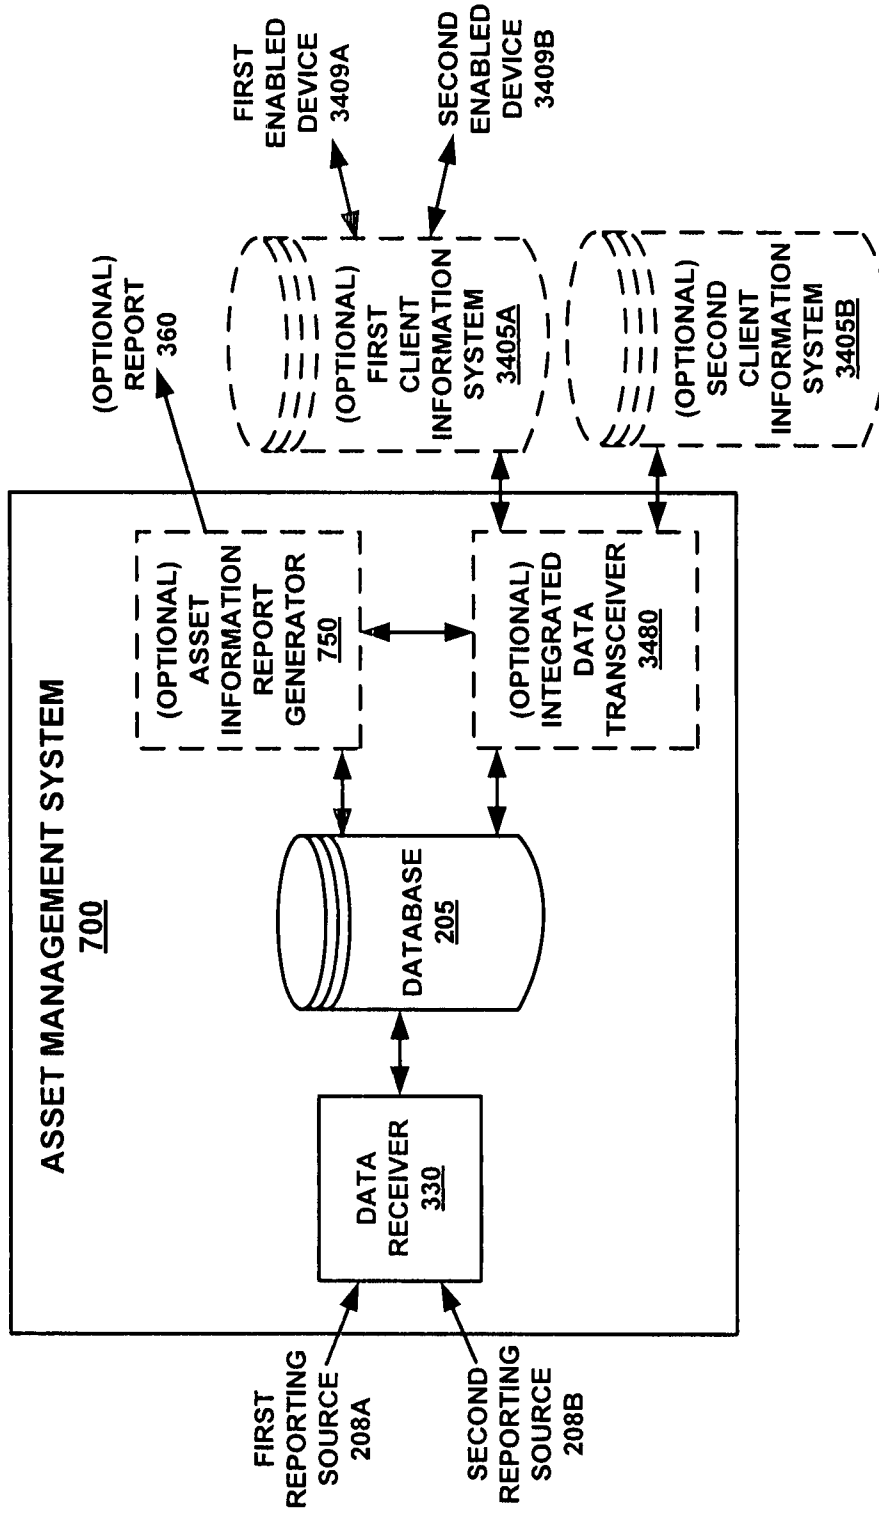 ASSET MANAGEMENT SYSTEM
700
FIRST
REPORTING
SOURCE
208A
SECOND
REPORTING
SOURCE
208B
DATA
RECEIVER
330
DATABASE
205
(OPTIONAL)
ASSET
INFORMATION
REPORT
GENERATOR
750
(OPTIONAL)
INTEGRATED
DATA
TRANSCEIVER
3480
(OPTIONAL)
REPORT
360
(OPTIONAL)
FIRST
CLIENT
INFORMATION
SYSTEM
3405A
(OPTIONAL)
SECOND
CLIENT
INFORMATION
SYSTEM
3405B
FIRST
ENABLED
DEVICE
3409A
SECOND
ENABLED
DEVICE
3409B